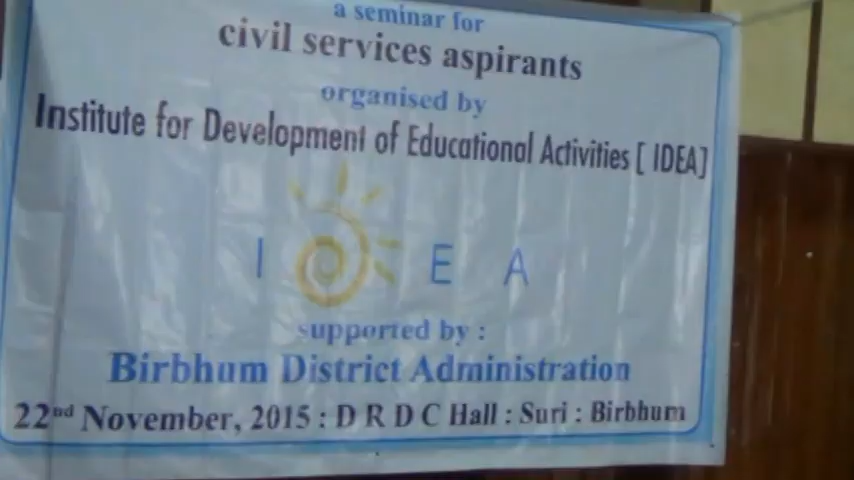 a seminar for
civil services aspirants
organised by
Institute for Development of Educational Activities [ IDEA]
I D E A
supported by :
Birbhum District Administration
22nd November, 2015 : D R D C Hall : Suri : Birbhum